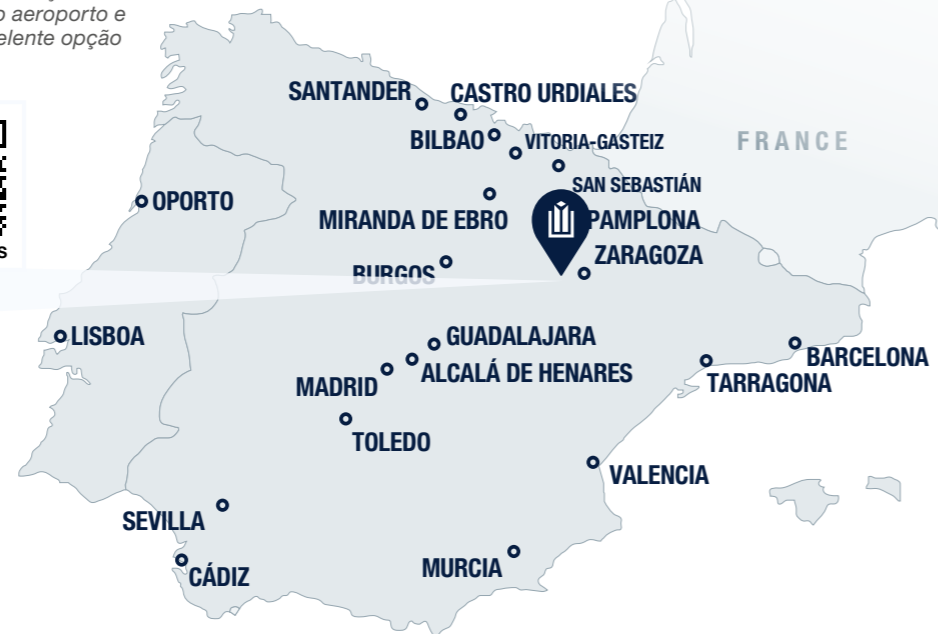 o aeroporto e
elente opção
SANTANDER
CASTRO URDIALES
BILBAO
VITORIA-GASTEIZ
FRANCE
SAN SEBASTIÁN
OPORTO
MIRANDA DE EBRO
PAMPLONA
ZARAGOZA
S
BURGOS
LISBOA
GUADALAJARA
BARCELONA
ALCALÁ DE HENARES
MADRID
TARRAGONA
TOLEDO
VALENCIA
SEVILLA
MURCIA
CÁDIZ